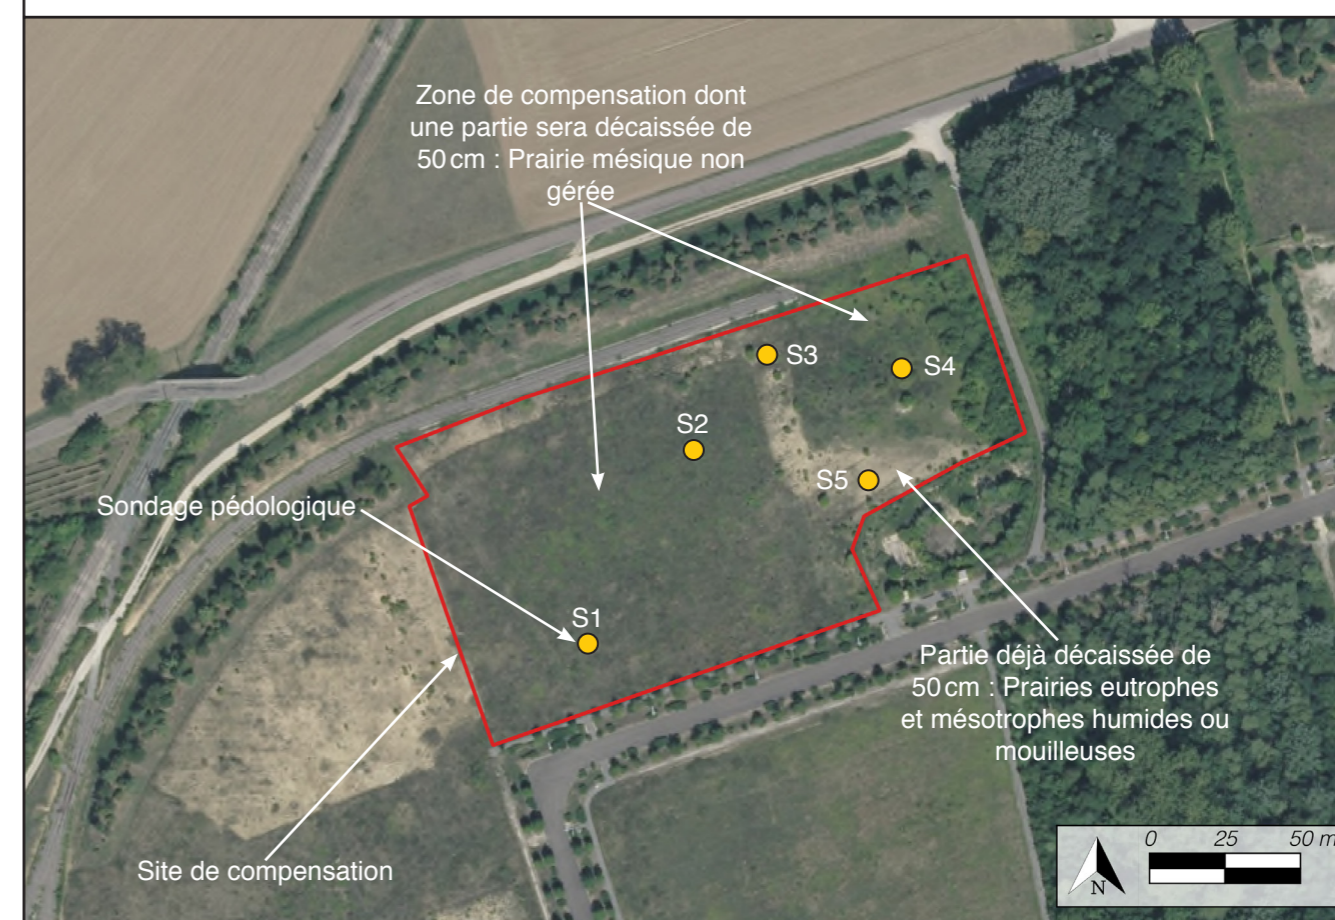 Zone de compensation dont
une partie sera décaissée de
50 cm : Prairie mésique non
gérée
S3
S4
S2
S5
Sondage pédologique
S1
Partie déjà décaissée de
50 cm : Prairies eutrophes
et mésotrophes humides ou
mouilleuses
Site de compensation
0 25 50 m
N